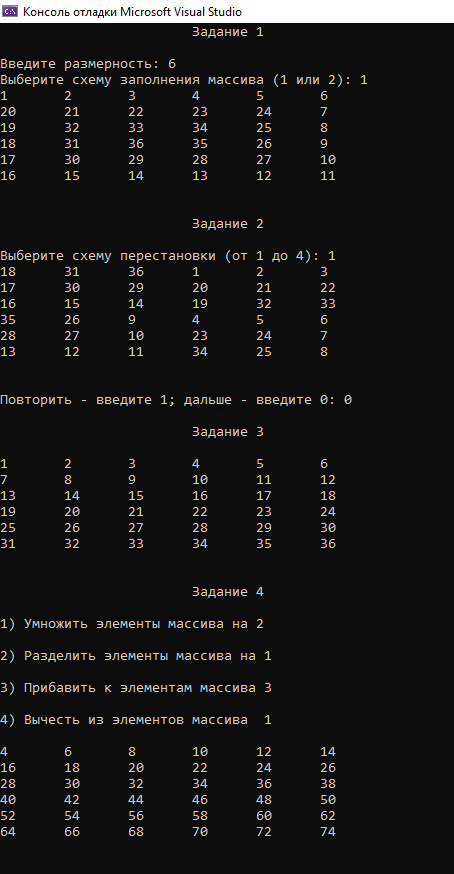 Консоль отладки Microsoft Visual Studio
Задание 1
Введите размерность: 6
Выберите схему заполнения массива (1 или 2): 1
1 2 3 4 5 6
20 21 22 23 24 7
19 32 33 34 25 8
18 31 36 35 26 9
17 30 29 28 27 10
16 15 14 13 12 11
Задание 2
Выберите схему перестановки (от 1 до 4): 1
18 31 36 1 2 3
17 30 29 20 21 22
16 15 14 19 32 33
35 26 9 4 5 6
28 27 10 23 24 7
13 12 11 34 25 8
Повторить - введите 1; дальше - введите 0: 0
Задание 3
1 2 3 4 5 6
7 8 9 10 11 12
13 14 15 16 17 18
19 20 21 22 23 24
25 26 27 28 29 30
31 32 33 34 35 36
Задание 4
1) Умножить элементы массива на 2
2) Разделить элементы массива на 1
3) Прибавить к элементам массива 3
4) Вычесть из элементов массива 1
4 6 8 10 12 14
16 18 20 22 24 26
28 30 32 34 36 38
40 42 44 46 48 50
52 54 56 58 60 62
64 66 68 70 72 74